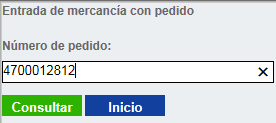 Entrada de mercancía con pedido
Número de pedido:
4700012812
Consultar Inicio